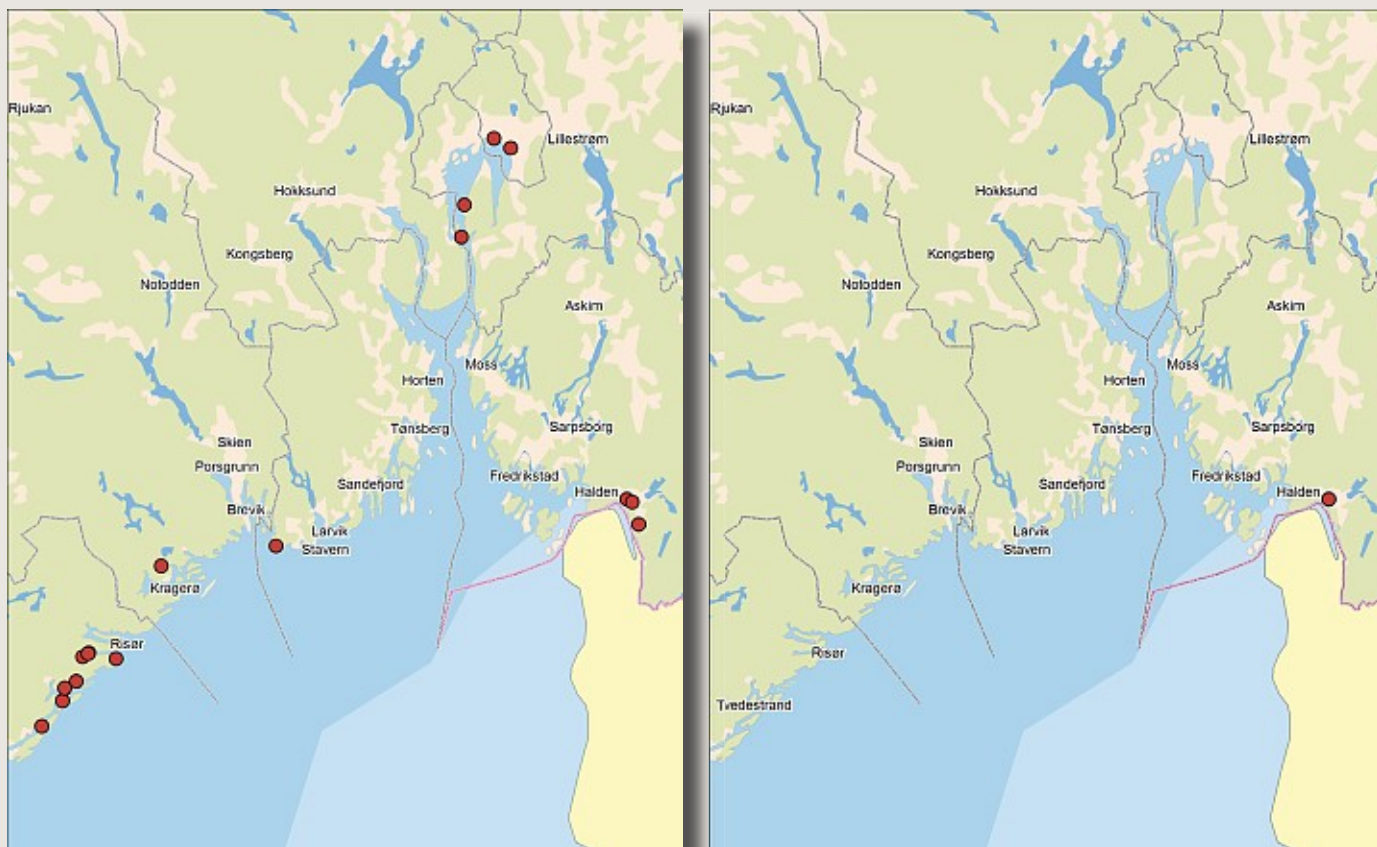 Rjukan
Lillestrøm
Hokksund
Kongsberg
Notodden
Askim
Moss
Horten
Tønsberg
Sarpsborg
Skien
Porsgrunn
Fredrikstad
Sandefjord
Halden
Brevik
Larvik
Stavern
Kragerø
Risør
Rjukan
Lillestrøm
Hokksund
Kongsberg
Notodden
Askim
Moss
Horten
Tønsberg
Sarpsborg
Skien
Porsgrunn
Fredrikstad
Sandefjord
Halden
Brevik
Larvik
Stavern
Kragerø
Risør
Tvedestrand